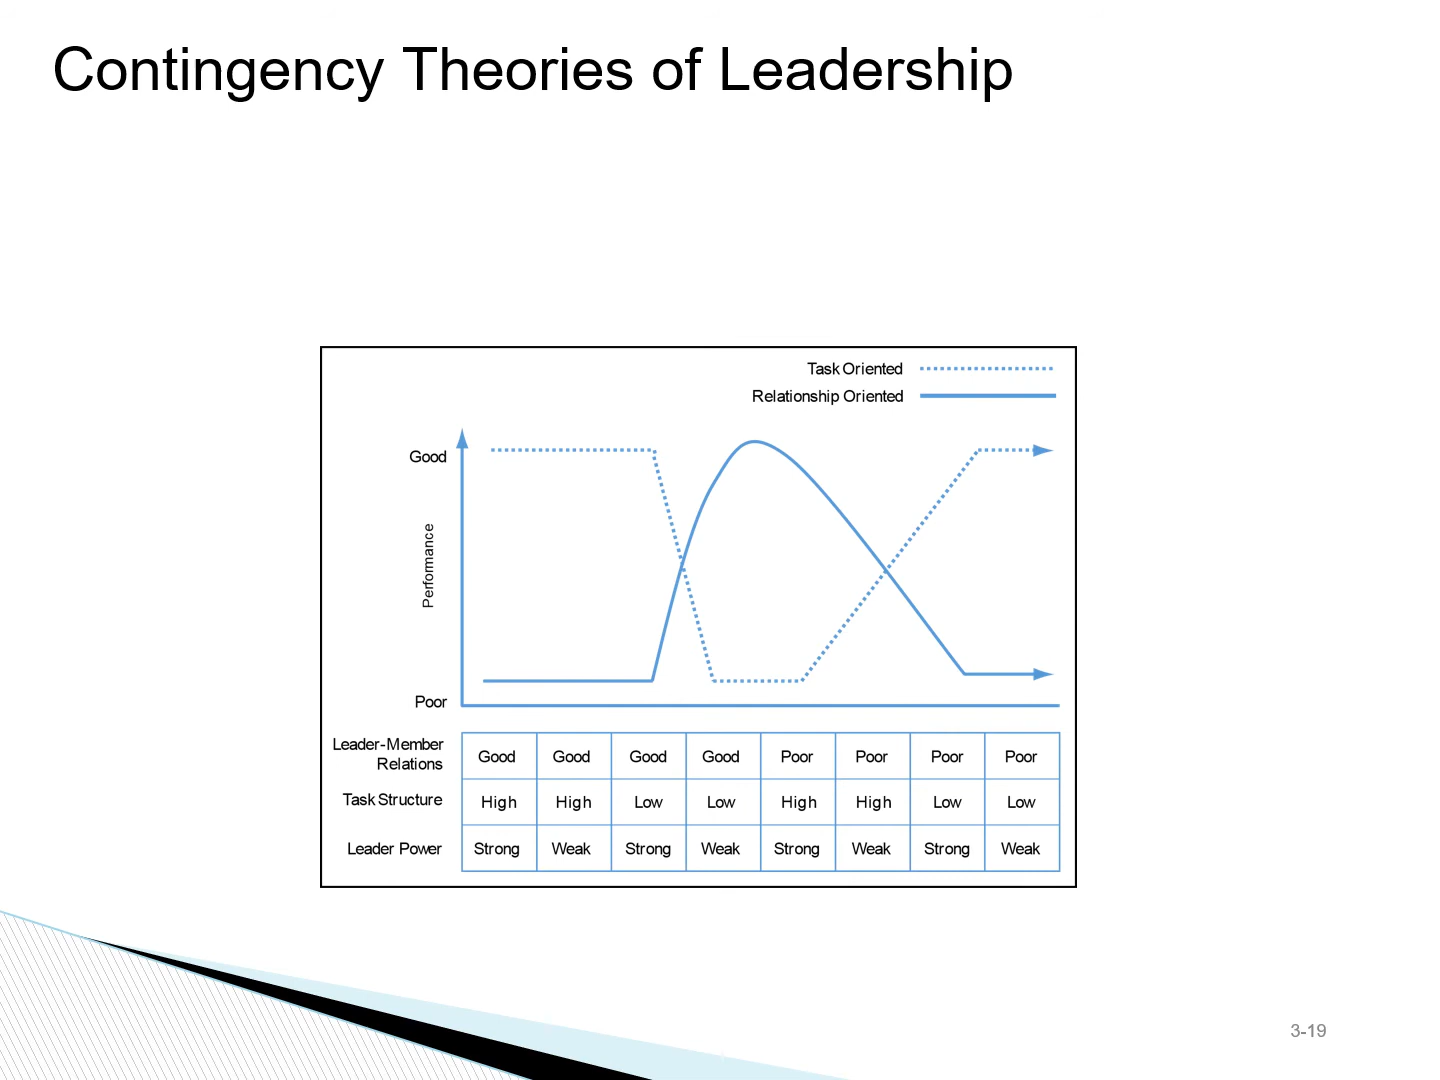 Contingency Theories of Leadership
Task Oriented
Relationship Oriented
Good
Performance
Poor
Leader-Member
Relations
Good Good Good Good Poor Poor Poor Poor
Task Structure
High High Low Low High High Low Low
Leader Power
Strong Weak Strong Weak Strong Weak Strong Weak
3-19